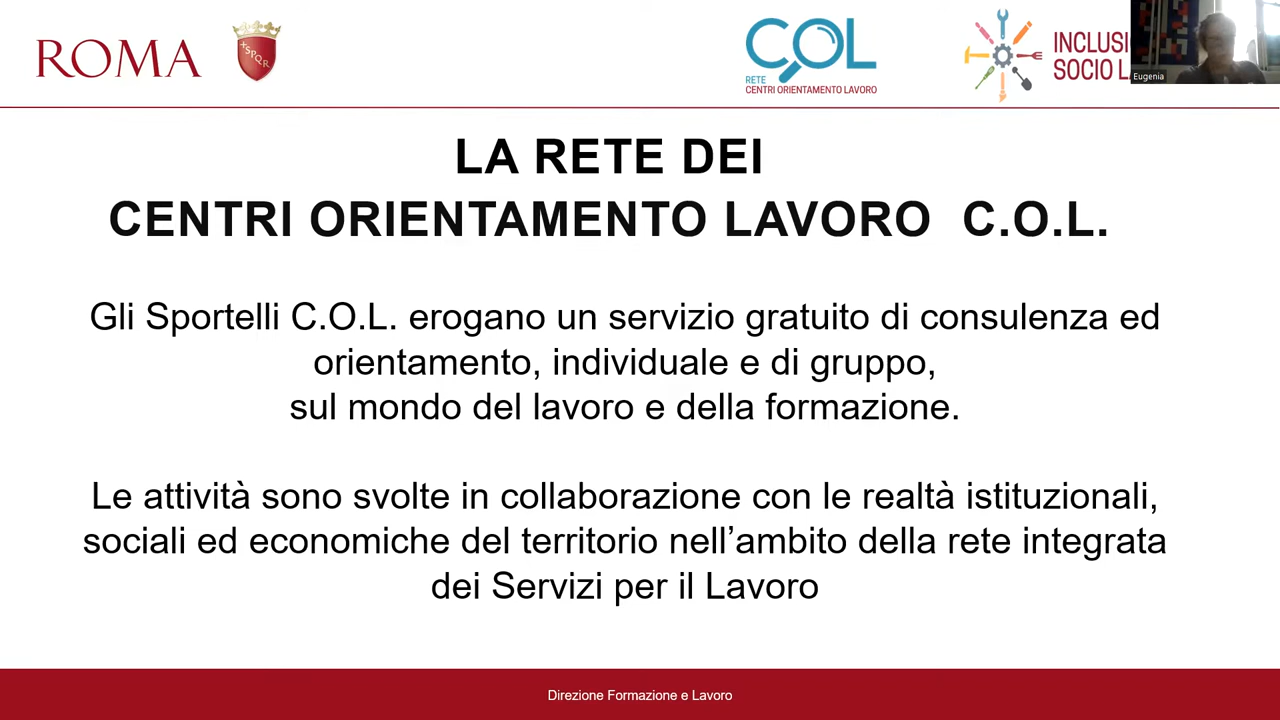 ROMA
SPQR
COL
RETE
CENTRI ORIENTAMENTO LAVORO
INCLUSI
SOCIO L
Eugenia
LA RETE DEI
CENTRI ORIENTAMENTO LAVORO C.O.L.
Gli Sportelli C.O.L. erogano un servizio gratuito di consulenza ed
orientamento, individuale e di gruppo,
sul mondo del lavoro e della formazione.
Le attività sono svolte in collaborazione con le realtà istituzionali,
sociali ed economiche del territorio nell’ambito della rete integrata
dei Servizi per il Lavoro
Direzione Formazione e Lavoro